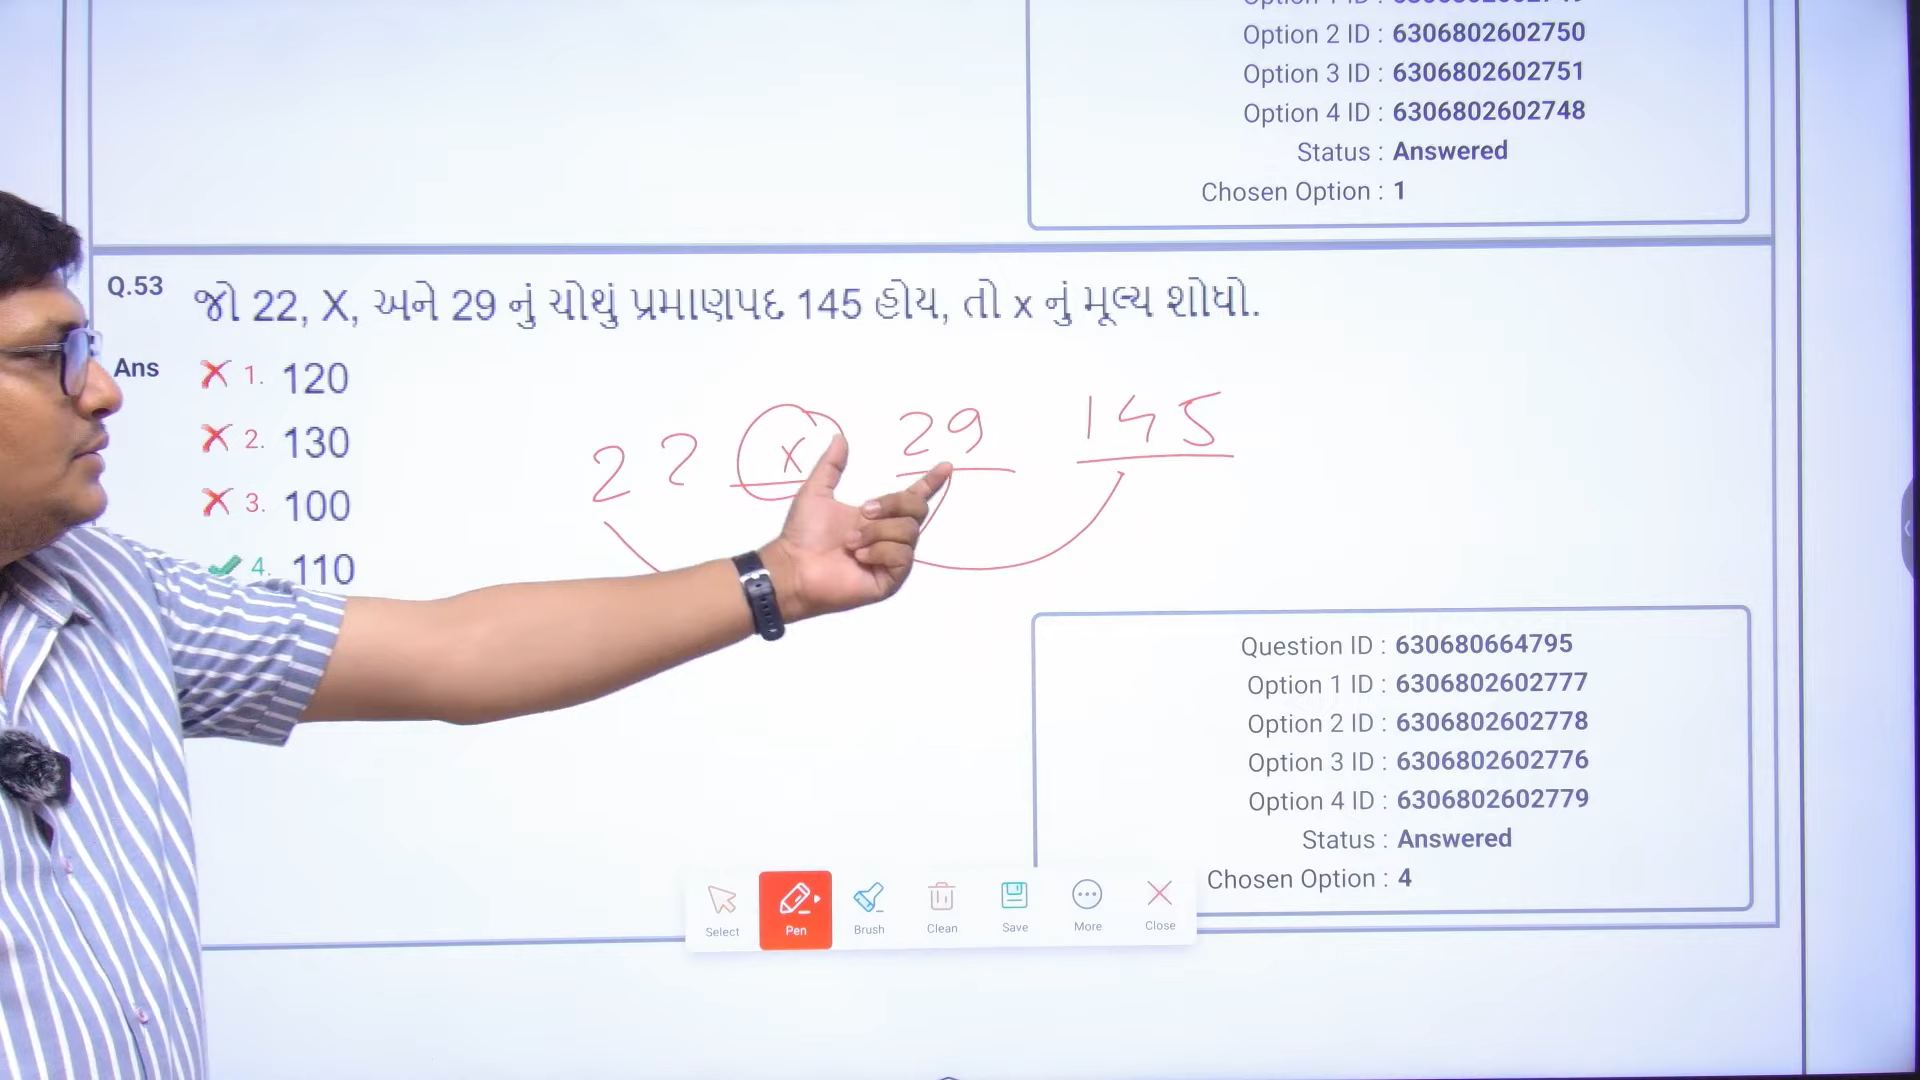 Option 2 ID : 6306802602750
Option 3 ID : 6306802602751
Option 4 ID : 6306802602748
Status : Answered
Chosen Option : 1
Q.53 જો 22, X, અને 29 નું ચોથું પ્રમાણપદ 145 હોય, તો x નું મૂલ્ય શોધો.
Ans 1. 120
2. 130
3. 100
4. 110
22 x 29 145
Question ID : 630680664795
Option 1 ID : 6306802602777
Option 2 ID : 6306802602778
Option 3 ID : 6306802602776
Option 4 ID : 6306802602779
Status : Answered
Chosen Option : 4
Select Pen Brush Clean Save More Close